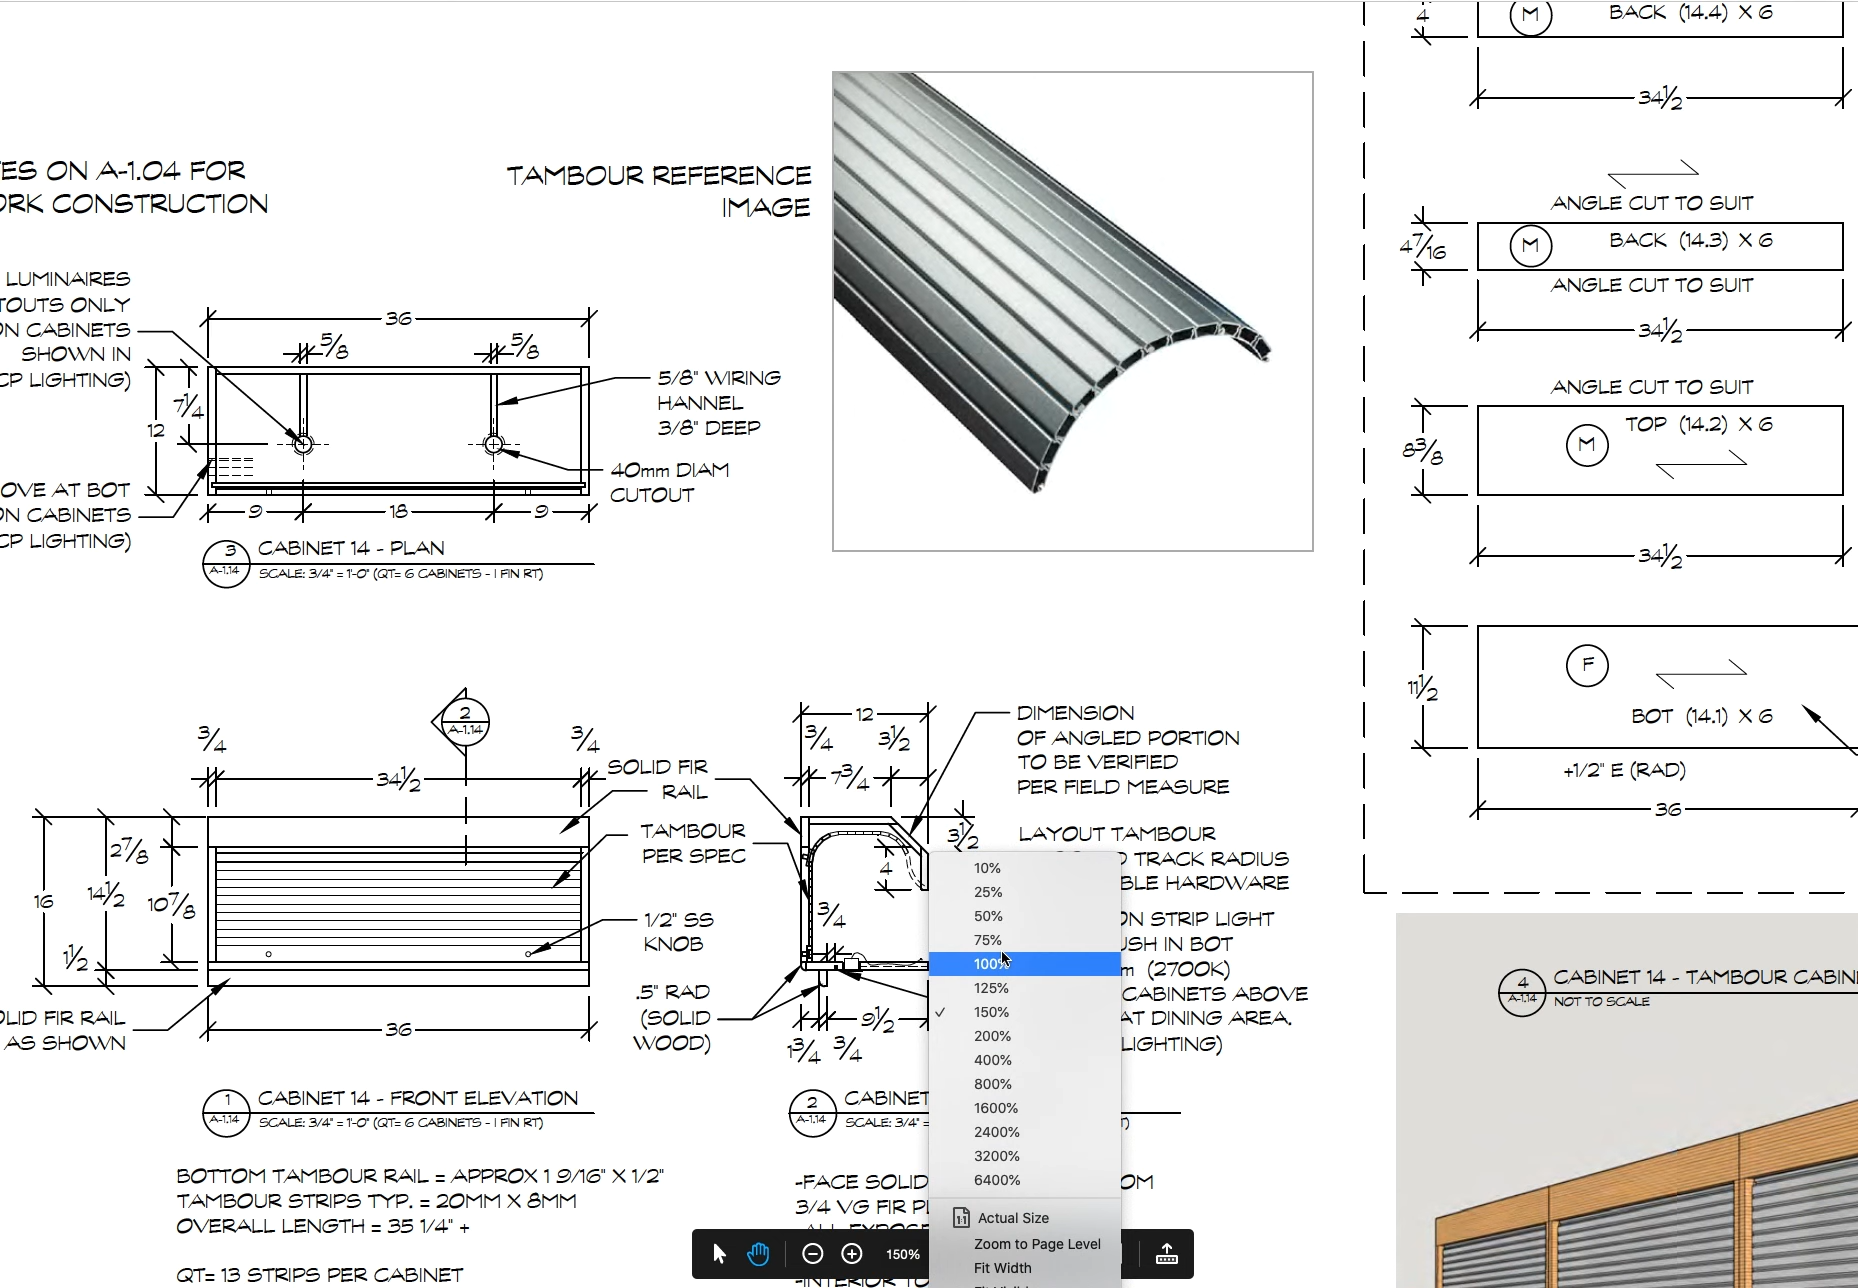 BACK (14.4) X 6
M
4
34 1/2
TES ON A-1.04 FOR
ORK CONSTRUCTION
TAMBOUR REFERENCE
IMAGE
ANGLE CUT TO SUIT
4 7/16
M
BACK (14.3) X 6
ANGLE CUT TO SUIT
34 1/2
ANGLE CUT TO SUIT
8 3/8
M
TOP (14.2) X 6
34 1/2
11 1/2
F
BOT (14.1) X 6
+1/2" E (RAD)
36
LUMINAIRES
TOUTS ONLY
ON CABINETS
SHOWN IN
CP LIGHTING)
OVE AT BOT
ON CABINETS
CP LIGHTING)
36
5/8
5/8
7 1/4
12
9
18
9
5/8" WIRING
HANNEL
3/8" DEEP
40mm DIAM
CUTOUT
3
A-1.14
CABINET 14 - PLAN
SCALE: 3/4" = 1'-0" (QT= 6 CABINETS - 1 FIN RT)
2
A-1.14
3/4
34 1/2
3/4
16
14 1/2
2 7/8
10 7/8
1 1/2
36
SOLID FIR
RAIL
TAMBOUR
PER SPEC
1/2" SS
KNOB
.5" RAD
(SOLID
WOOD)
OLID FIR RAIL
AS SHOWN
1
A-1.14
CABINET 14 - FRONT ELEVATION
SCALE: 3/4" = 1'-0" (QT= 6 CABINETS - 1 FIN RT)
12
3/4
3 1/2
7 3/4
3 1/2
4
3/4
9 1/2
1 3/4
3/4
DIMENSION
OF ANGLED PORTION
TO BE VERIFIED
PER FIELD MEASURE
LAYOUT TAMBOUR
TRACK RADIUS
BLE HARDWARE
ON STRIP LIGHT
USH IN BOT
m (2700K)
CABINETS ABOVE
AT DINING AREA.
LIGHTING)
2
A-1.14
CABINET
SCALE: 3/4" =
BOTTOM TAMBOUR RAIL = APPROX 1 9/16" X 1/2"
TAMBOUR STRIPS TYP. = 20MM X 8MM
OVERALL LENGTH = 35 1/4" +
QT= 13 STRIPS PER CABINET
-FACE SOLID
OM
3/4 VG FIR PL
10%
25%
50%
75%
100%
125%
✓ 150%
200%
400%
800%
1600%
2400%
3200%
6400%
1:1 Actual Size
Zoom to Page Level
Fit Width
150%
4
A-1.14
CABINET 14 - TAMBOUR CABINE
NOT TO SCALE